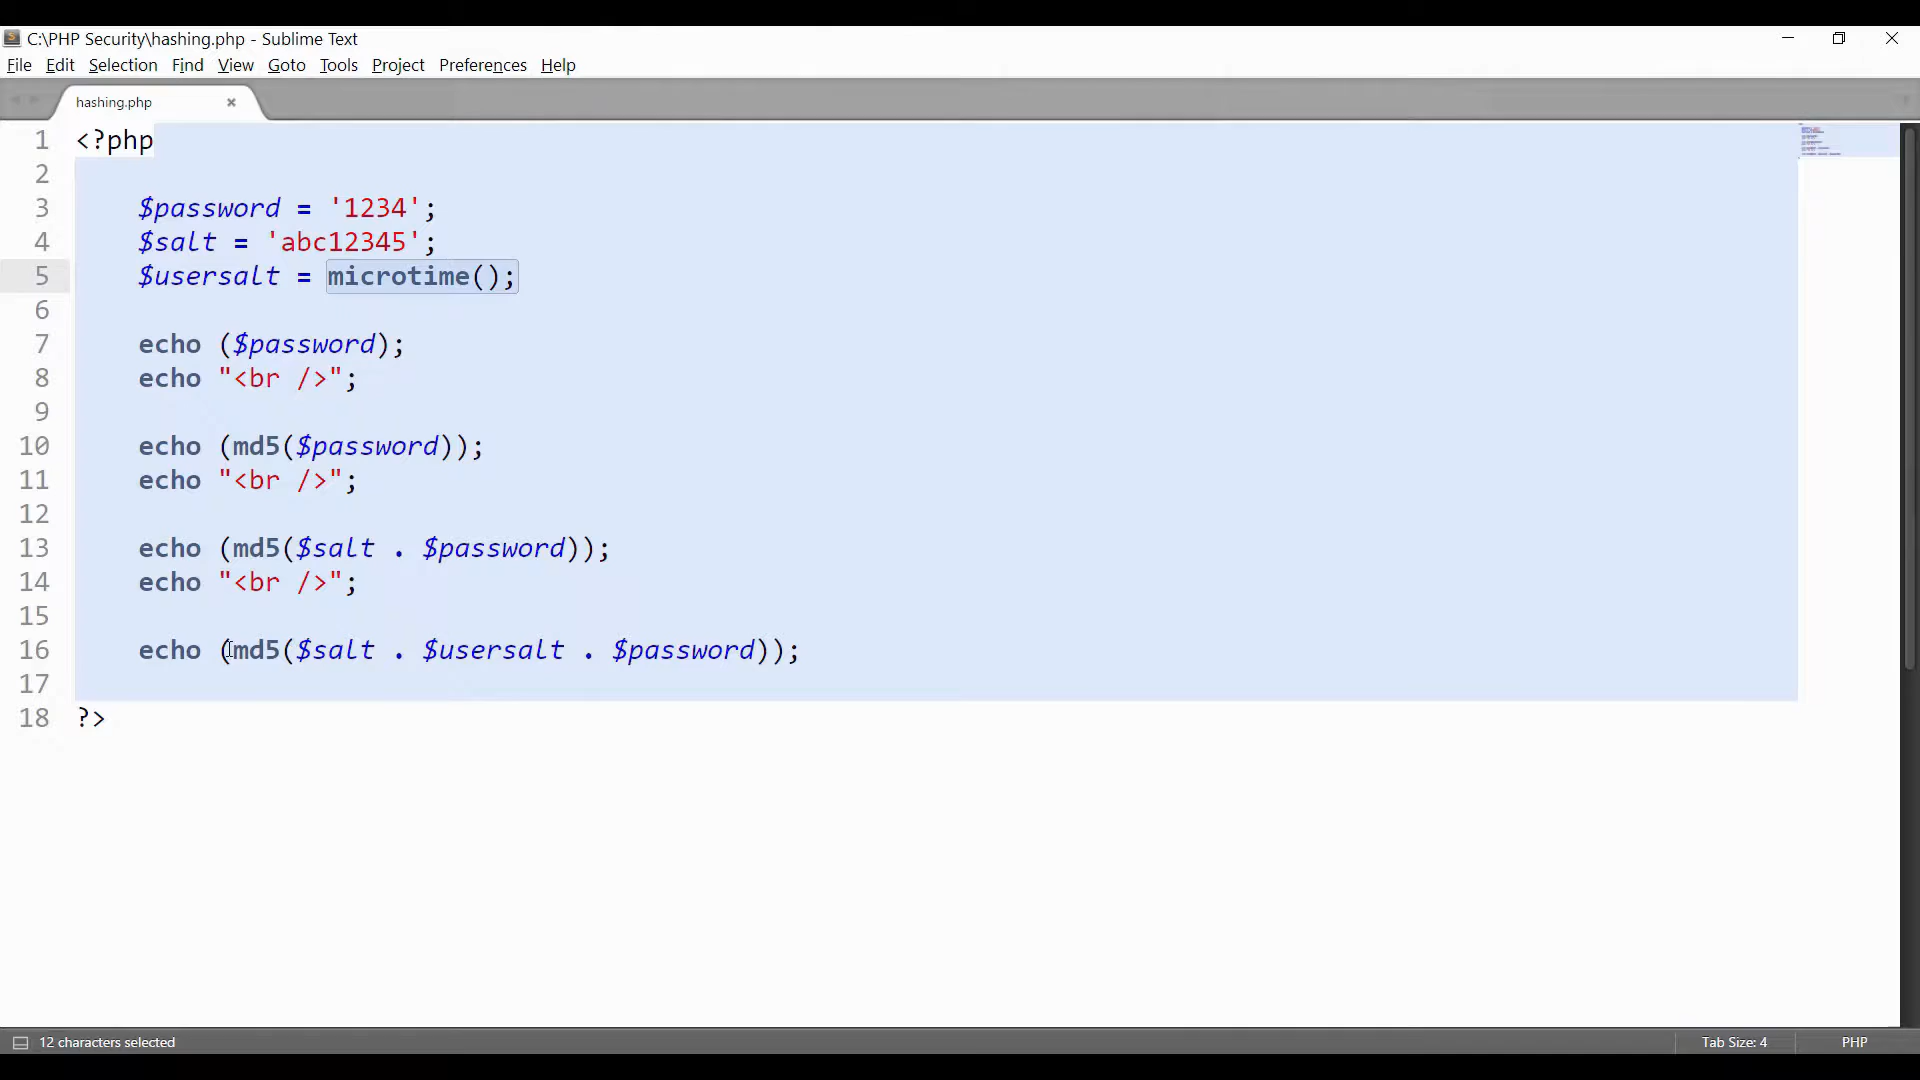 C:\PHP Security\hashing.php - Sublime Text
File Edit Selection Find View Goto Tools Project Preferences Help
hashing.php
1 <?php
2
3 $password = '1234';
4 $salt = 'abc12345';
5 $usersalt = microtime();
6
7 echo ($password);
8 echo "<br />";
9
10 echo (md5($password));
11 echo "<br />";
12
13 echo (md5($salt . $password));
14 echo "<br />";
15
16 echo (md5($salt . $usersalt . $password));
17
18 ?>
12 characters selected
Tab Size: 4
PHP